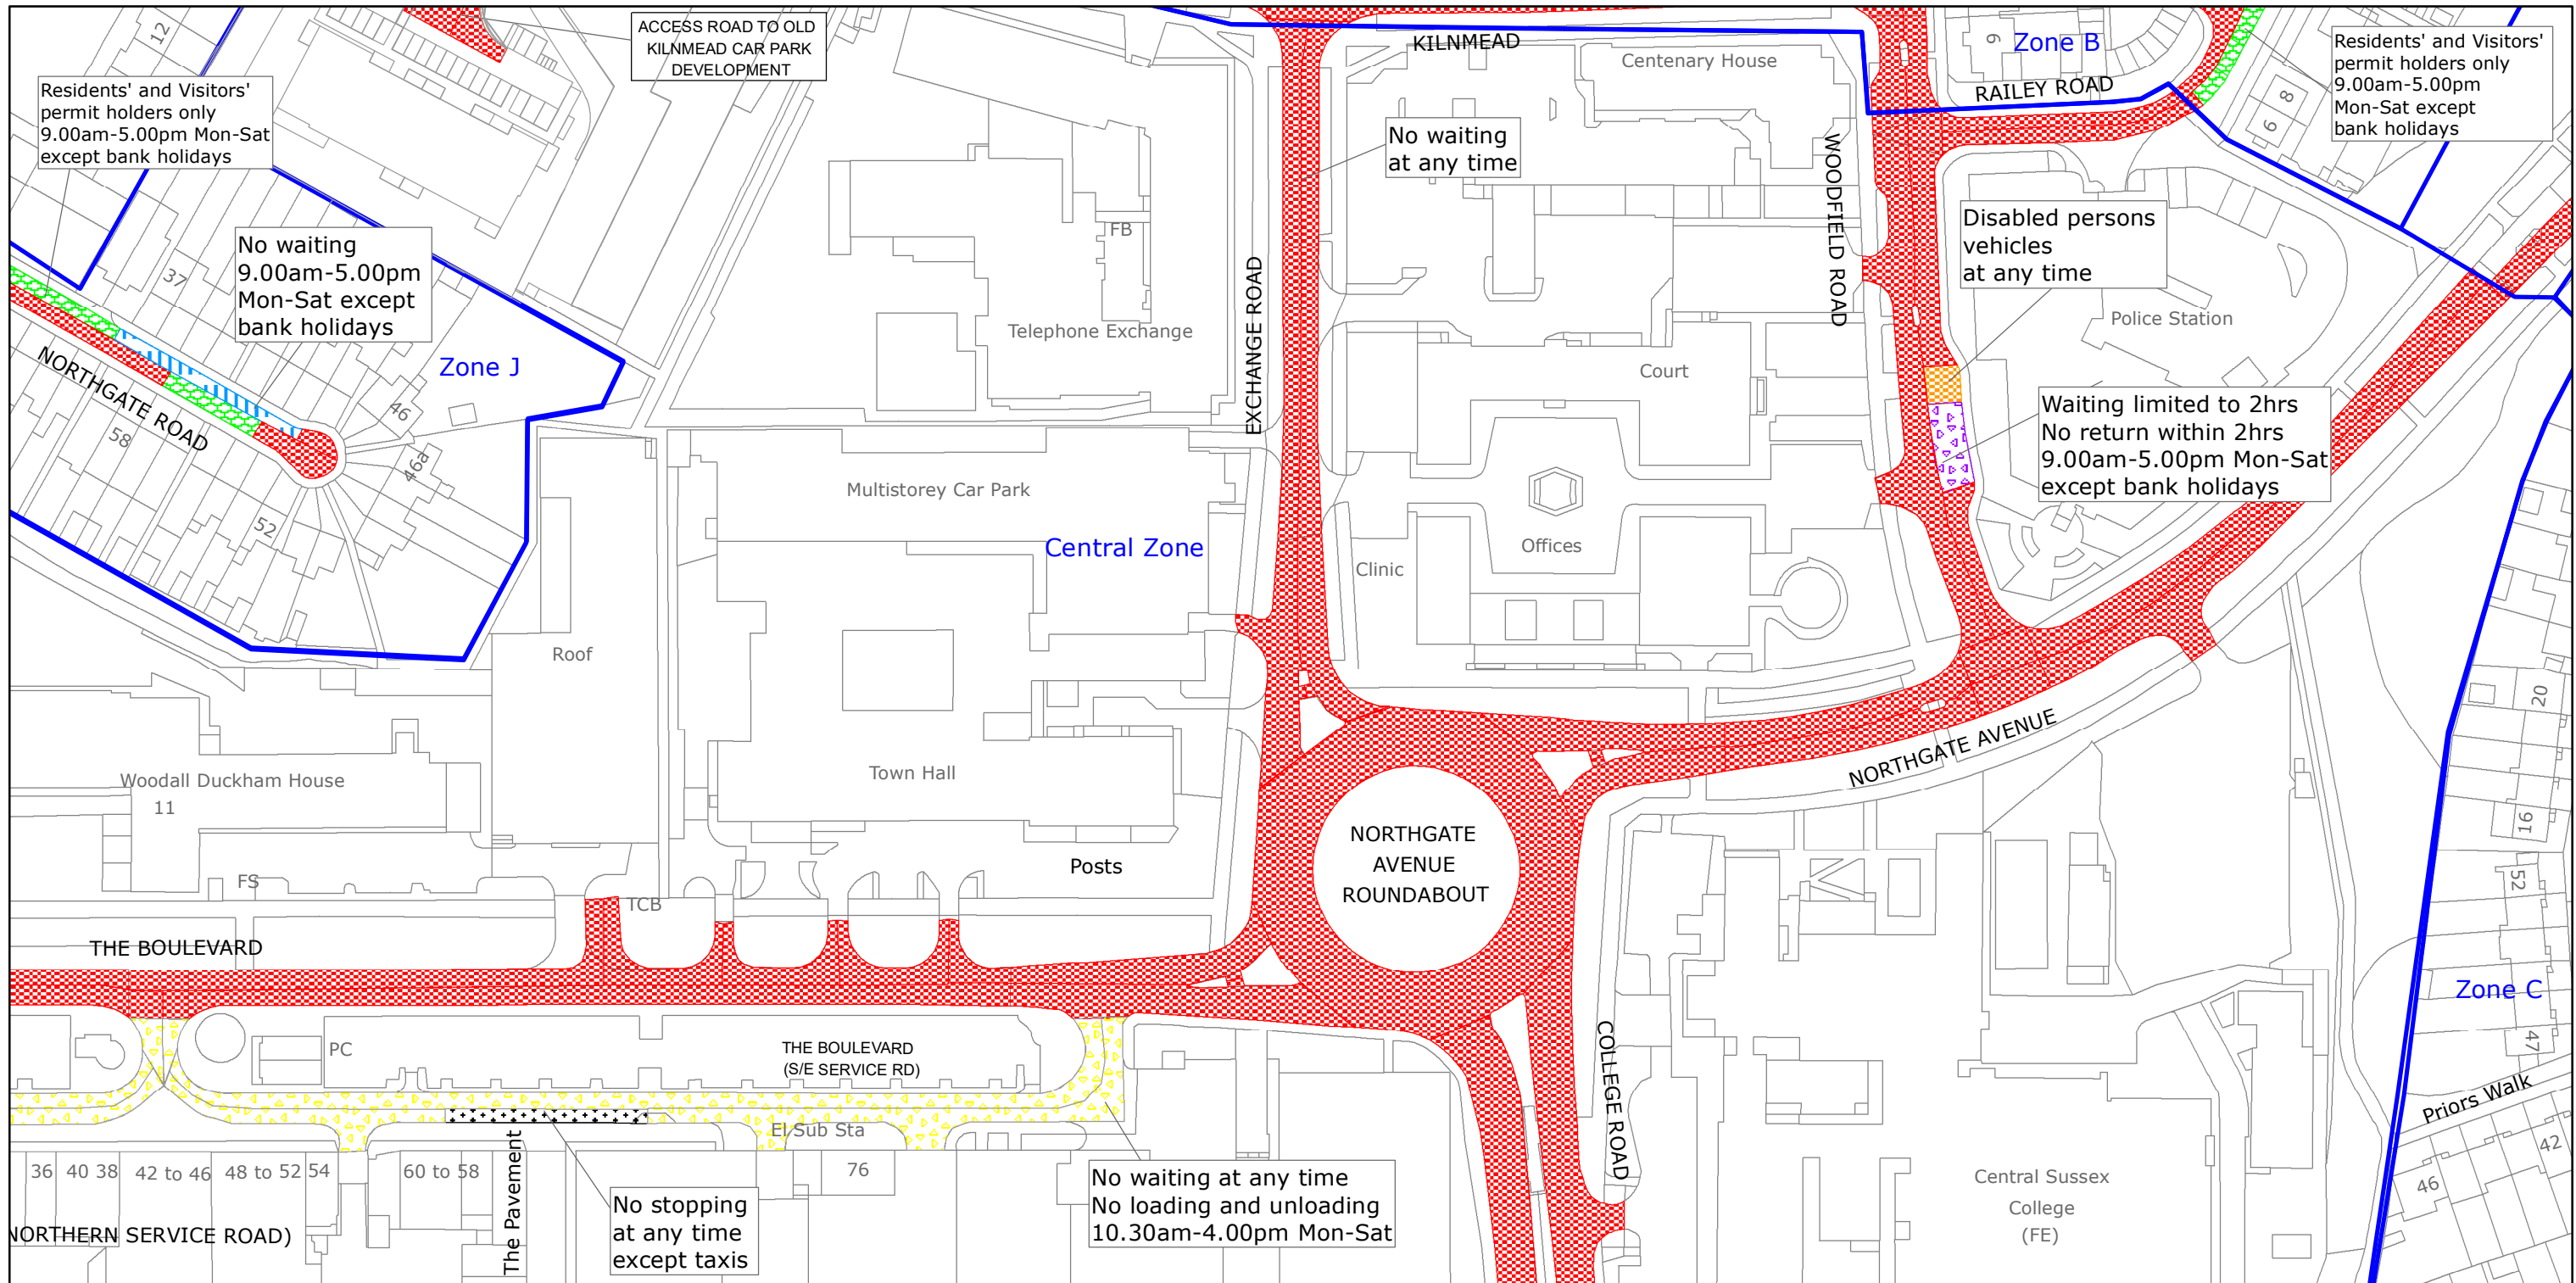 12
ACCESS ROAD TO OLD
KILNMEAD CAR PARK
DEVELOPMENT
KILNMEAD
Centenary House
6
Zone B
RAILEY ROAD
Residents' and Visitors'
permit holders only
9.00am-5.00pm
Mon-Sat except
bank holidays
8
6
Residents' and Visitors'
permit holders only
9.00am-5.00pm Mon-Sat
except bank holidays
No waiting
at any time
WOODFIELD ROAD
Disabled persons
vehicles
at any time
FB
37
No waiting
9.00am-5.00pm
Mon-Sat except
bank holidays
EXCHANGE ROAD
Telephone Exchange
Police Station
Zone J
Court
NORTHGATE ROAD
46
58
46a
52
Waiting limited to 2hrs
No return within 2hrs
9.00am-5.00pm Mon-Sat
except bank holidays
Multistorey Car Park
Central Zone
Offices
Clinic
Roof
20
NORTHGATE AVENUE
Woodall Duckham House
11
Town Hall
16
NORTHGATE
AVENUE
ROUNDABOUT
Posts
52
FS
TCB
THE BOULEVARD
Zone C
47
PC
THE BOULEVARD
(S/E SERVICE RD)
COLLEGE ROAD
Priors Walk
El Sub Sta
42
46
36
40 38
42 to 46
48 to 52
54
60 to 58
76
The Pavement
No waiting at any time
No loading and unloading
10.30am-4.00pm Mon-Sat
Central Sussex
College
(FE)
No stopping
at any time
except taxis
NORTHERN SERVICE ROAD)